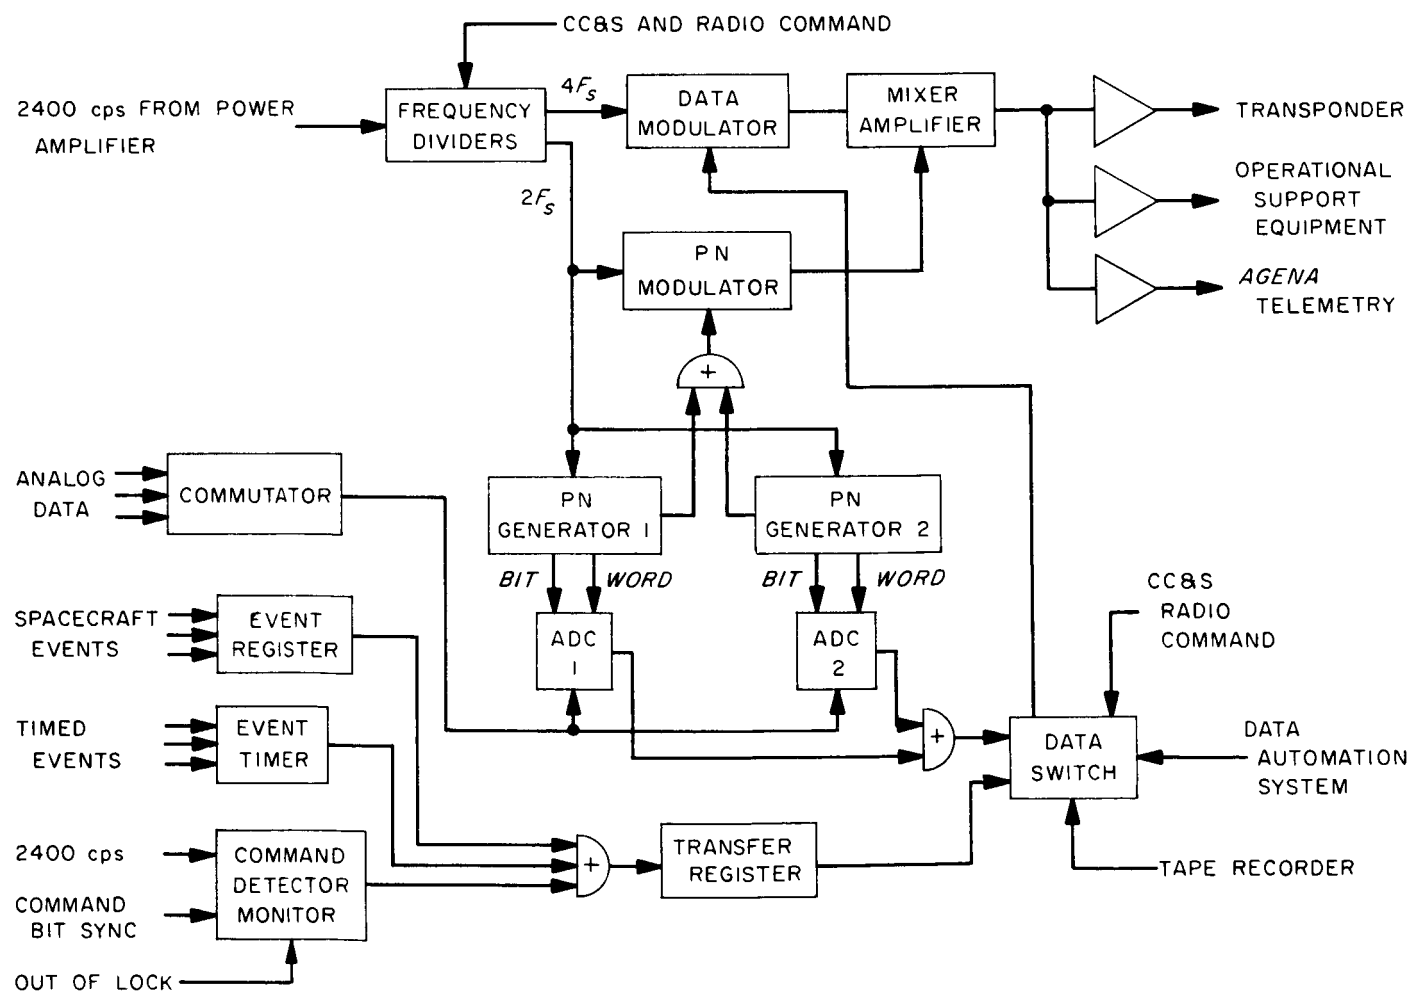 CC&S AND RADIO COMMAND
2400 cps FROM POWER
AMPLIFIER
FREQUENCY
DIVIDERS
4Fs
DATA
MODULATOR
MIXER
AMPLIFIER
TRANSPONDER
2Fs
OPERATIONAL
SUPPORT
EQUIPMENT
PN
MODULATOR
AGENA
TELEMETRY
+
ANALOG
DATA
COMMUTATOR
PN
GENERATOR 1
PN
GENERATOR 2
BIT
WORD
BIT
WORD
CC&S
RADIO
COMMAND
SPACECRAFT
EVENTS
EVENT
REGISTER
ADC
1
ADC
2
TIMED
EVENTS
EVENT
TIMER
+
DATA
SWITCH
DATA
AUTOMATION
SYSTEM
2400 cps
COMMAND
BIT SYNC
COMMAND
DETECTOR
MONITOR
+
TRANSFER
REGISTER
TAPE RECORDER
OUT OF LOCK